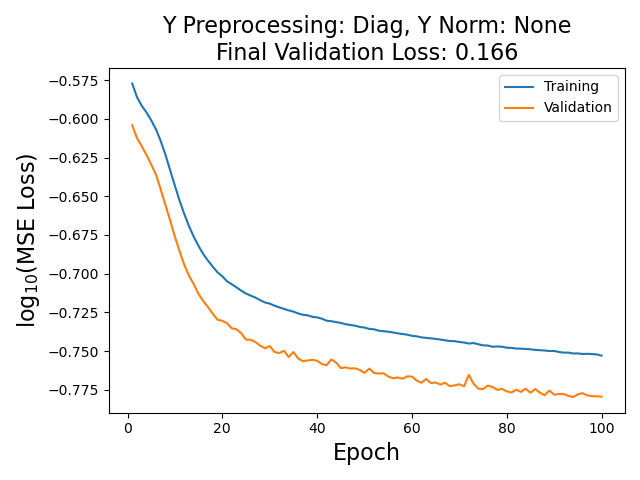 Y Preprocessing: Diag, Y Norm: None
Final Validation Loss: 0.166
Training
Validation
−0.575
−0.600
−0.625
−0.650
−0.675
−0.700
−0.725
−0.750
−0.775
log₁₀(MSE Loss)
0
20
40
60
80
100
Epoch